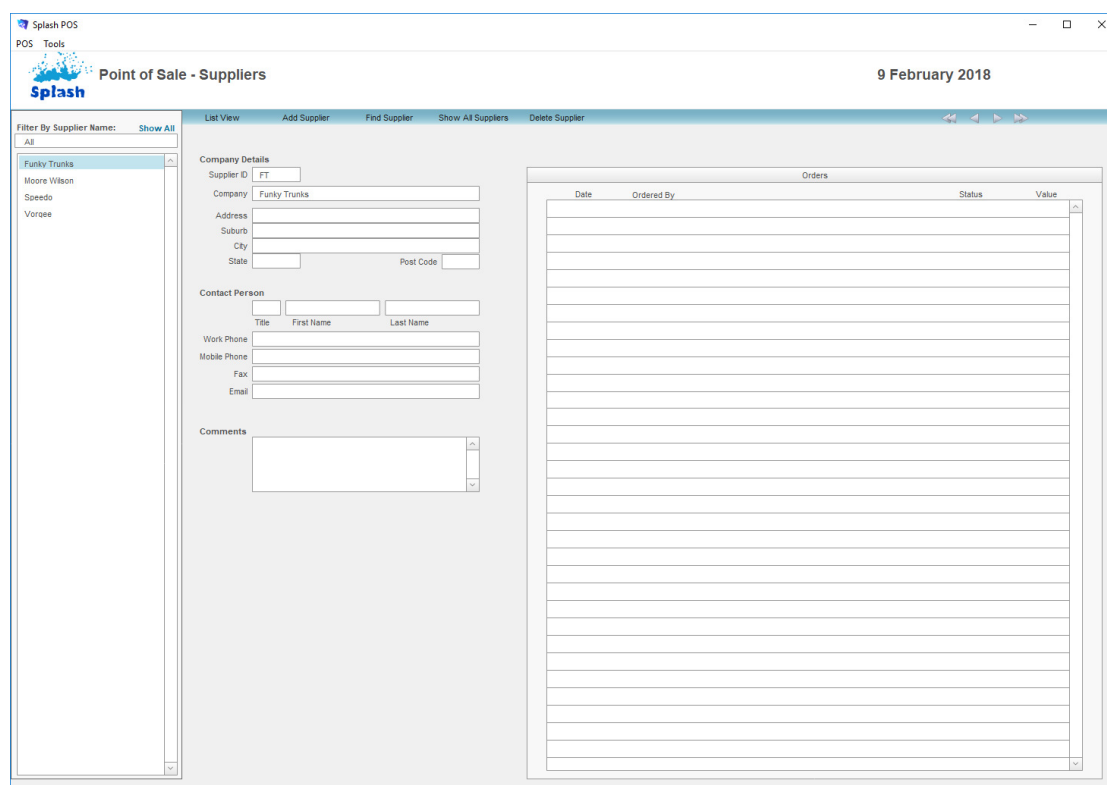 Splash POS
POS Tools
Splash
Point of Sale - Suppliers
9 February 2018
List View Add Supplier Find Supplier Show All Suppliers Delete Supplier
Filter By Supplier Name: Show All
All
Funky Trunks
Moore Wilson
Speedo
Vorgee
Company Details
Supplier ID FT
Company Funky Trunks
Address
Suburb
City
State Post Code
Contact Person
Title First Name Last Name
Work Phone
Mobile Phone
Fax
Email
Comments
Orders
Date Ordered By Status Value